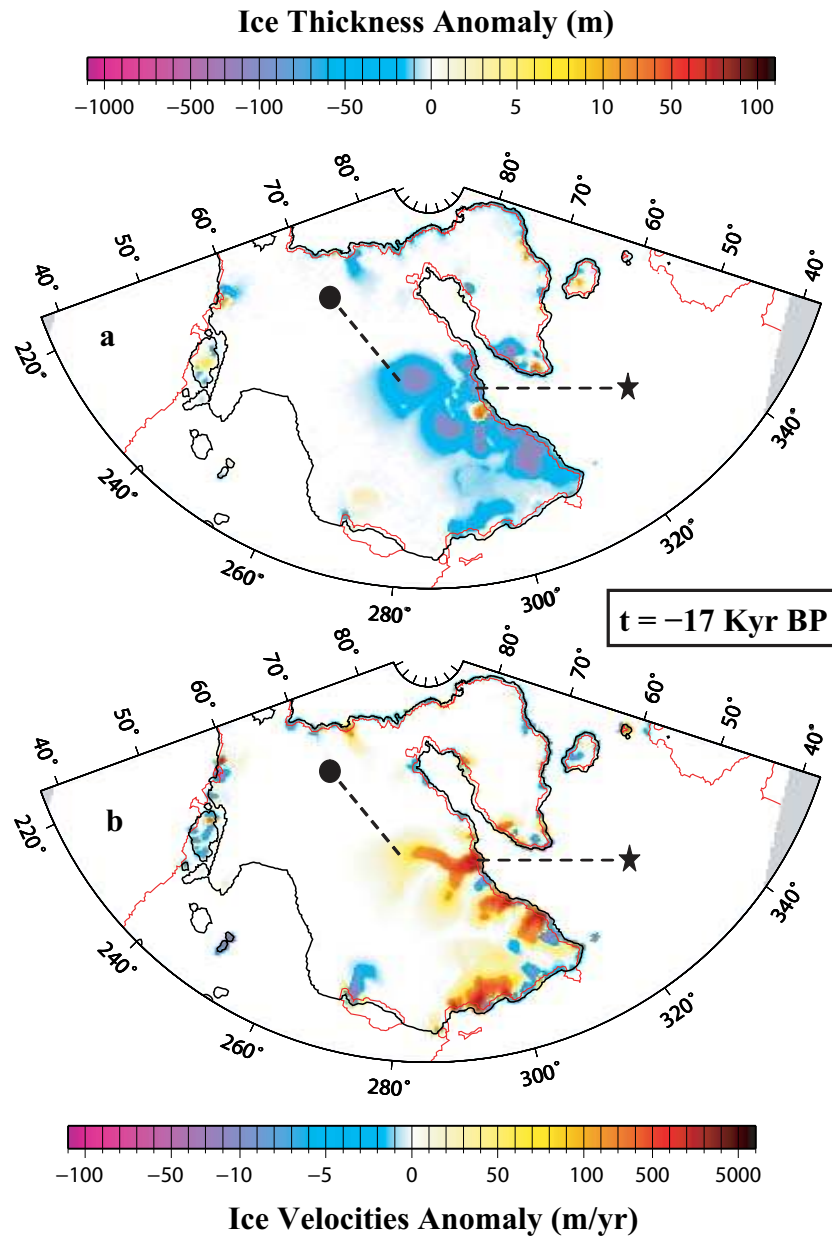 Ice Thickness Anomaly (m)
−1000 −500 −100 −50 0 5 10 50 100
80° 80°
70° 70°
60° 60°
50° 50°
40° 40°
a
220° 340°
240° 320°
260° 300°
280°
t = −17 Kyr BP
80° 80°
70° 70°
60° 60°
50° 50°
40° 40°
b
220° 340°
240° 320°
260° 300°
280°
−100 −50 −10 −5 0 50 100 500 5000
Ice Velocities Anomaly (m/yr)